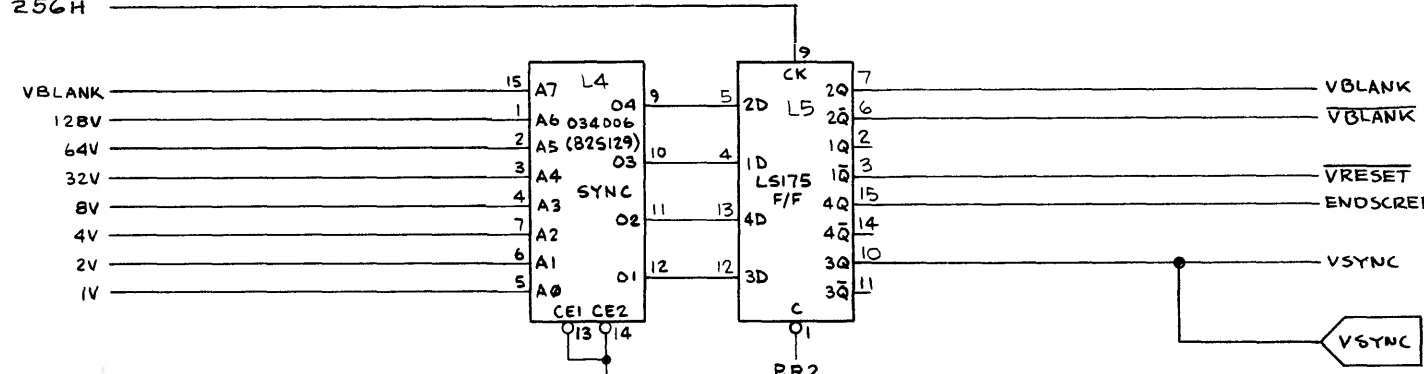 256H
9
CK
15 A7 L4 O4 9 5 2D L5 2Q 7 VBLANK
VBLANK
128V 1 A6 034006 2Q̅ 6 V̅B̅L̅A̅N̅K̅
64V 2 A5 (82S129) 1Q 2
O3 10 4 1D
32V 3 A4 LS175 1Q̅ 3 V̅R̅E̅S̅E̅T̅
SYNC F/F
8V 4 A3 4Q 15
O2 11 13 4D
4V 7 A2 4Q̅ 14
2V 6 A1 3Q 10 VSYNC
O1 12 12 3D
1V 5 A0 3Q̅ 11
CE1 CE2 C
13 14 1
VSYNC